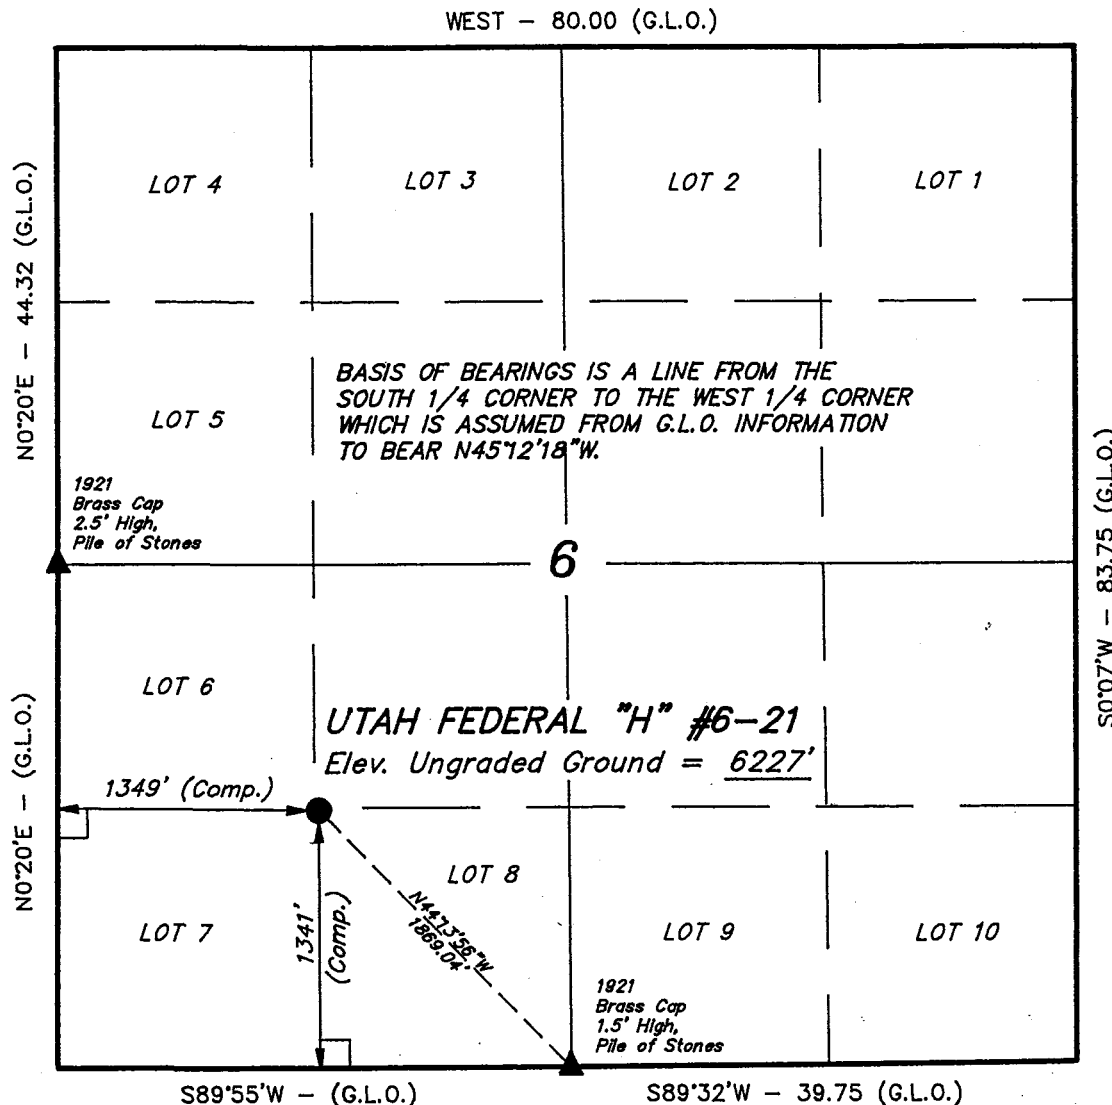 WEST – 80.00 (G.L.O.)
LOT 4
LOT 3
LOT 2
LOT 1
N0°20'E – 44.32 (G.L.O.)
BASIS OF BEARINGS IS A LINE FROM THE
SOUTH 1/4 CORNER TO THE WEST 1/4 CORNER
WHICH IS ASSUMED FROM G.L.O. INFORMATION
TO BEAR N45°12'18"W.
LOT 5
1921
Brass Cap
2.5' High,
Pile of Stones
6
S0°07'W – 83.75 (G.L.O.)
LOT 6
UTAH FEDERAL "H" #6-21
Elev. Ungraded Ground = 6227'
N0°20'E – (G.L.O.)
1349' (Comp.)
LOT 8
N44°13'56"W
1869.04'
1341'
(Comp.)
LOT 7
LOT 9
LOT 10
1921
Brass Cap
1.5' High,
Pile of Stones
S89°55'W – (G.L.O.)
S89°32'W – 39.75 (G.L.O.)